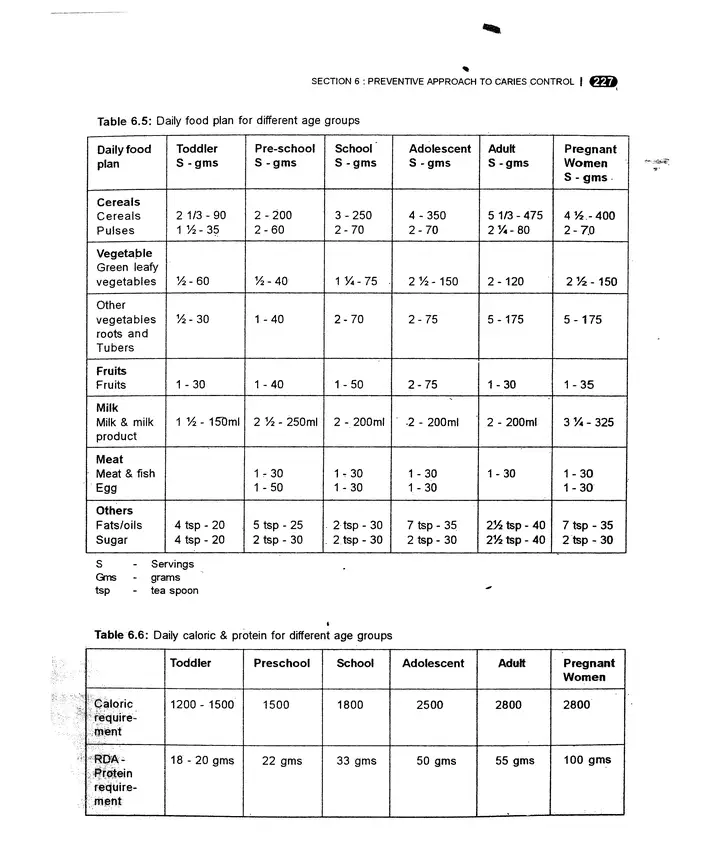 SECTION 6 : PREVENTIVE APPROACH TO CARIES CONTROL | 227
Table 6.5: Daily food plan for different age groups
Daily food plan | Toddler S - gms | Pre-school S - gms | School S - gms | Adolescent S - gms | Adult S - gms | Pregnant Women S - gms
Cereals
Cereals | 2 1/3 - 90 | 2 - 200 | 3 - 250 | 4 - 350 | 5 1/3 - 475 | 4 ½ - 400
Pulses | 1 ½ - 35 | 2 - 60 | 2 - 70 | 2 - 70 | 2 ¼ - 80 | 2 - 70
Vegetable
Green leafy
vegetables | ½ - 60 | ½ - 40 | 1 ¼ - 75 | 2 ½ - 150 | 2 - 120 | 2 ½ - 150
Other
vegetables | ½ - 30 | 1 - 40 | 2 - 70 | 2 - 75 | 5 - 175 | 5 - 175
roots and
Tubers
Fruits
Fruits | 1 - 30 | 1 - 40 | 1 - 50 | 2 - 75 | 1 - 30 | 1 - 35
Milk
Milk & milk | 1 ½ - 150ml | 2 ½ - 250ml | 2 - 200ml | 2 - 200ml | 2 - 200ml | 3 ¼ - 325
product
Meat
Meat & fish | | 1 - 30 | 1 - 30 | 1 - 30 | 1 - 30 | 1 - 30
Egg | | 1 - 50 | 1 - 30 | 1 - 30 | | 1 - 30
Others
Fats/oils | 4 tsp - 20 | 5 tsp - 25 | 2 tsp - 30 | 7 tsp - 35 | 2½ tsp - 40 | 7 tsp - 35
Sugar | 4 tsp - 20 | 2 tsp - 30 | 2 tsp - 30 | 2 tsp - 30 | 2½ tsp - 40 | 2 tsp - 30
S - Servings
Gms - grams
tsp - tea spoon
Table 6.6: Daily caloric & protein for different age groups
Toddler | Preschool | School | Adolescent | Adult | Pregnant Women
Caloric | 1200 - 1500 | 1500 | 1800 | 2500 | 2800 | 2800
require-
ment
RDA - | 18 - 20 gms | 22 gms | 33 gms | 50 gms | 55 gms | 100 gms
Protein
require-
ment